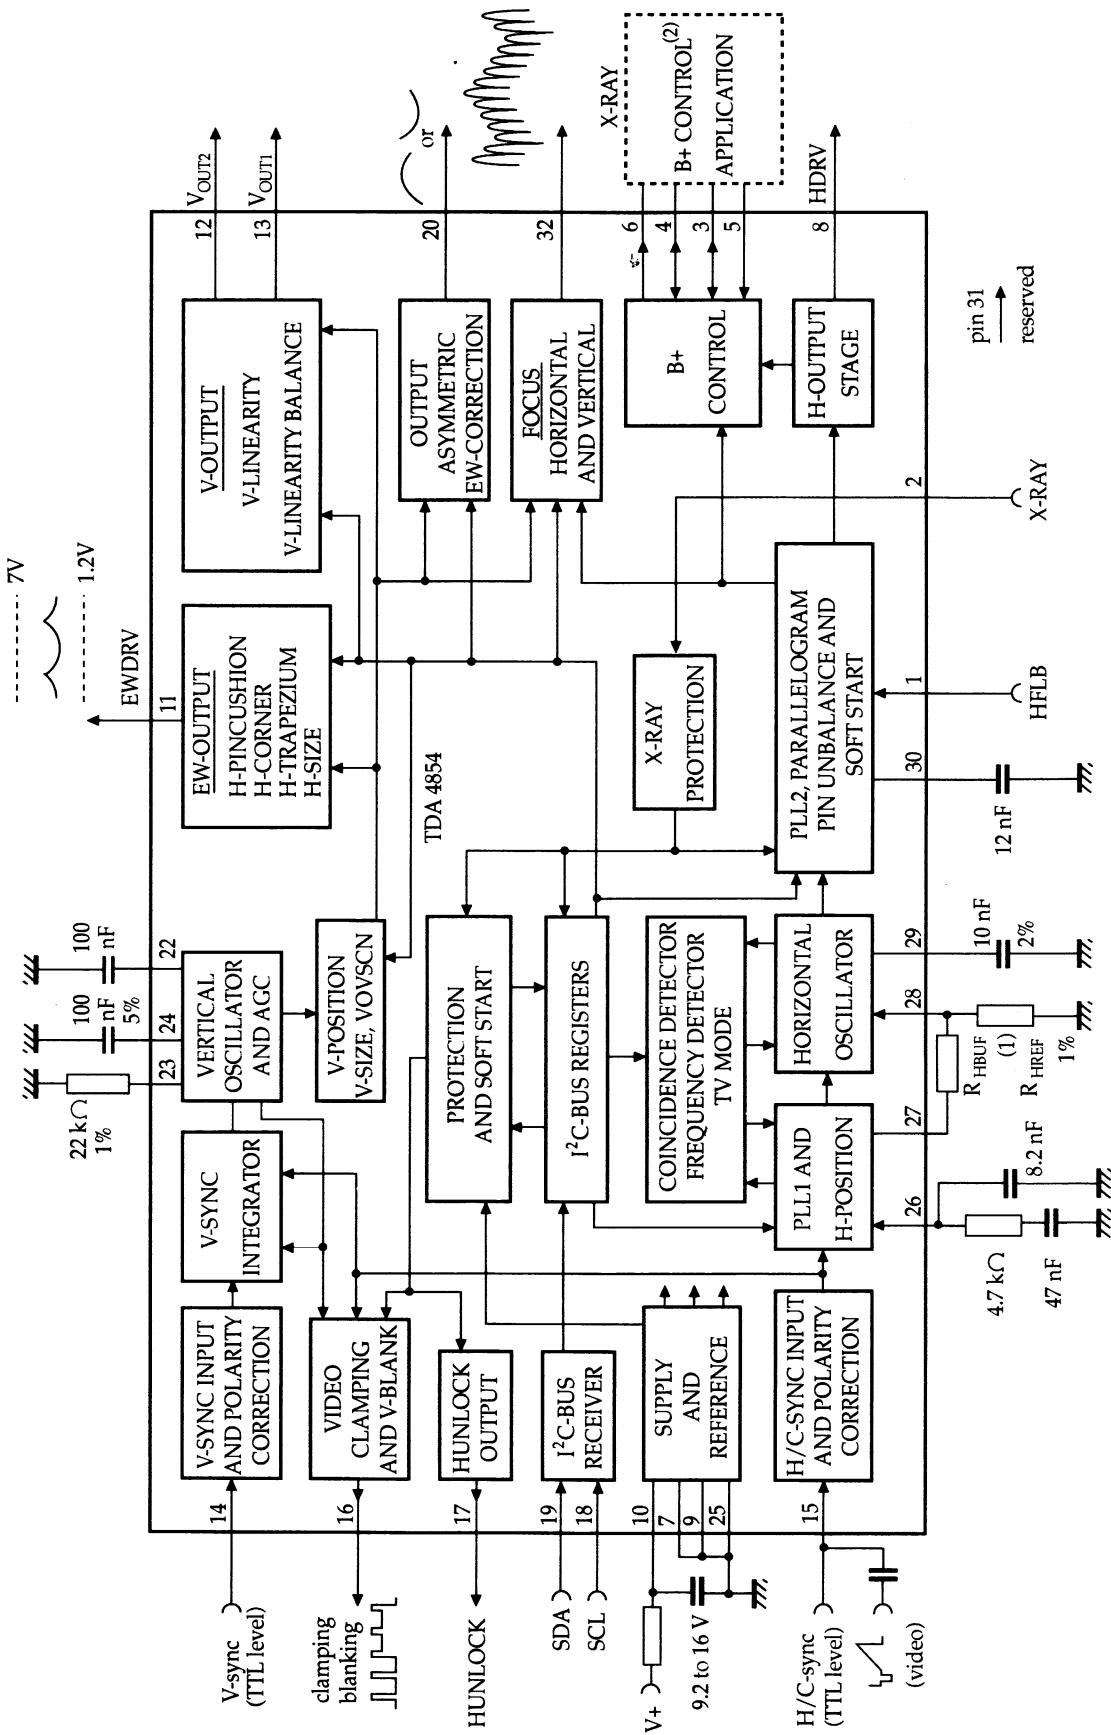 7V
1.2V
EWDRV
11
22 kΩ
1%
23
100
nF
5%
24
100
nF
22
V_OUT2
12
V_OUT1
13
or
20
32
X-RAY
B+ CONTROL(2)
APPLICATION
6
4
3
5
HDRV
8
V-sync
(TTL level)
14
V-SYNC INPUT
AND POLARITY
CORRECTION
V-SYNC
INTEGRATOR
VERTICAL
OSCILLATOR
AND AGC
EW-OUTPUT
H-PINCUSHION
H-CORNER
H-TRAPEZIUM
H-SIZE
V-OUTPUT
V-LINEARITY
V-LINEARITY BALANCE
clamping
blanking
16
VIDEO
CLAMPING
AND V-BLANK
V-POSITION
V-SIZE, VOVSCN
TDA 4854
OUTPUT
ASYMMETRIC
EW-CORRECTION
HUNLOCK
17
HUNLOCK
OUTPUT
PROTECTION
AND SOFT START
FOCUS
HORIZONTAL
AND VERTICAL
SDA
19
SCL
18
I²C-BUS
RECEIVER
I²C-BUS REGISTERS
X-RAY
PROTECTION
B+
CONTROL
V+
9.2 to 16 V
10
7
9
25
SUPPLY
AND
REFERENCE
COINCIDENCE DETECTOR
FREQUENCY DETECTOR
TV MODE
H/C-sync
(TTL level)
(video)
15
H/C-SYNC INPUT
AND POLARITY
CORRECTION
PLL1 AND
H-POSITION
HORIZONTAL
OSCILLATOR
PLL2, PARALLELOGRAM
PIN UNBALANCE AND
SOFT START
H-OUTPUT
STAGE
26
27
28
29
30
1
2
4.7 kΩ
47 nF
8.2 nF
R HBUF
(1)
R HREF
1%
10 nF
2%
12 nF
HFLB
X-RAY
pin 31
reserved